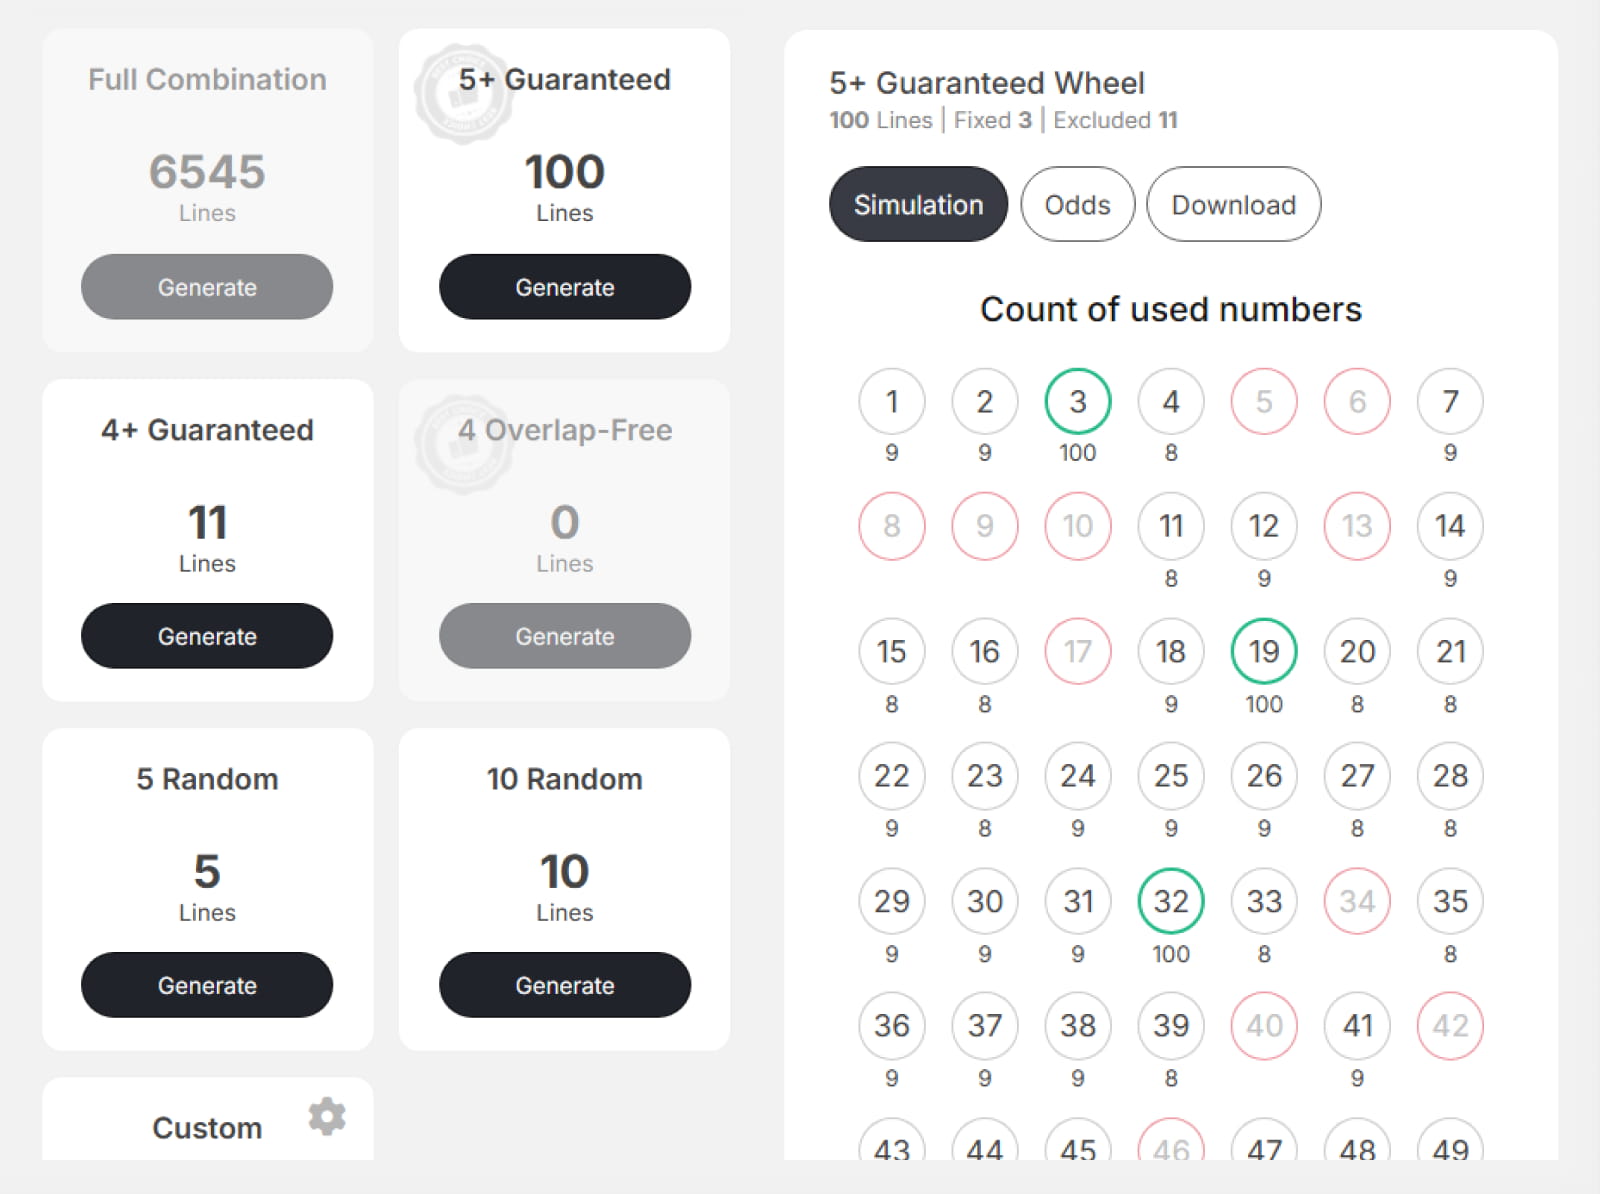 Full Combination
6545
Lines
Generate
5+ Guaranteed
100
Lines
Generate
4+ Guaranteed
11
Lines
Generate
4 Overlap-Free
0
Lines
Generate
5 Random
5
Lines
Generate
10 Random
10
Lines
Generate
Custom
5+ Guaranteed Wheel
100 Lines | Fixed 3 | Excluded 11
Simulation Odds Download
Count of used numbers
1 2 3 4 5 6 7
9 9 100 8 9
8 9 10 11 12 13 14
8 9 9
15 16 17 18 19 20 21
8 8 9 100 8 8
22 23 24 25 26 27 28
9 8 9 9 9 8 8
29 30 31 32 33 34 35
9 9 9 100 8 8
36 37 38 39 40 41 42
9 9 9 8 9
43 44 45 46 47 48 49